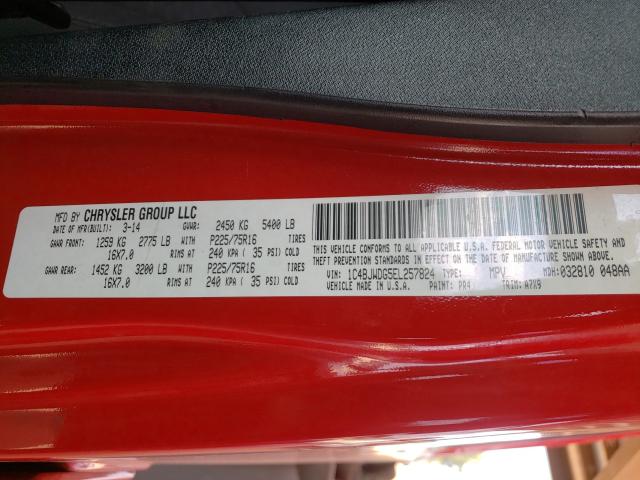 MFD BY CHRYSLER GROUP LLC
DATE OF MFR(BUILT): 3-14 GVWR: 2450 KG 5400 LB
GAWR FRONT: 1259 KG 2775 LB WITH P225/75R16 TIRES
16X7.0 RIMS AT 240 KPA ( 35 PSI) COLD
GAWR REAR: 1452 KG 3200 LB WITH P225/75R16 TIRES
16X7.0 RIMS AT 240 KPA ( 35 PSI) COLD
THIS VEHICLE CONFORMS TO ALL APPLICABLE U.S.A. FEDERAL MOTOR VEHICLE SAFETY AND
THEFT PREVENTION STANDARDS IN EFFECT ON THE DATE OF MANUFACTURE SHOWN ABOVE.
VIN: 1C4BJWDG5EL257824 TYPE: MPV MDH: 032810 048AA
VEHICLE MADE IN U.S.A. PAINT: PR4 TRIM: A7X9